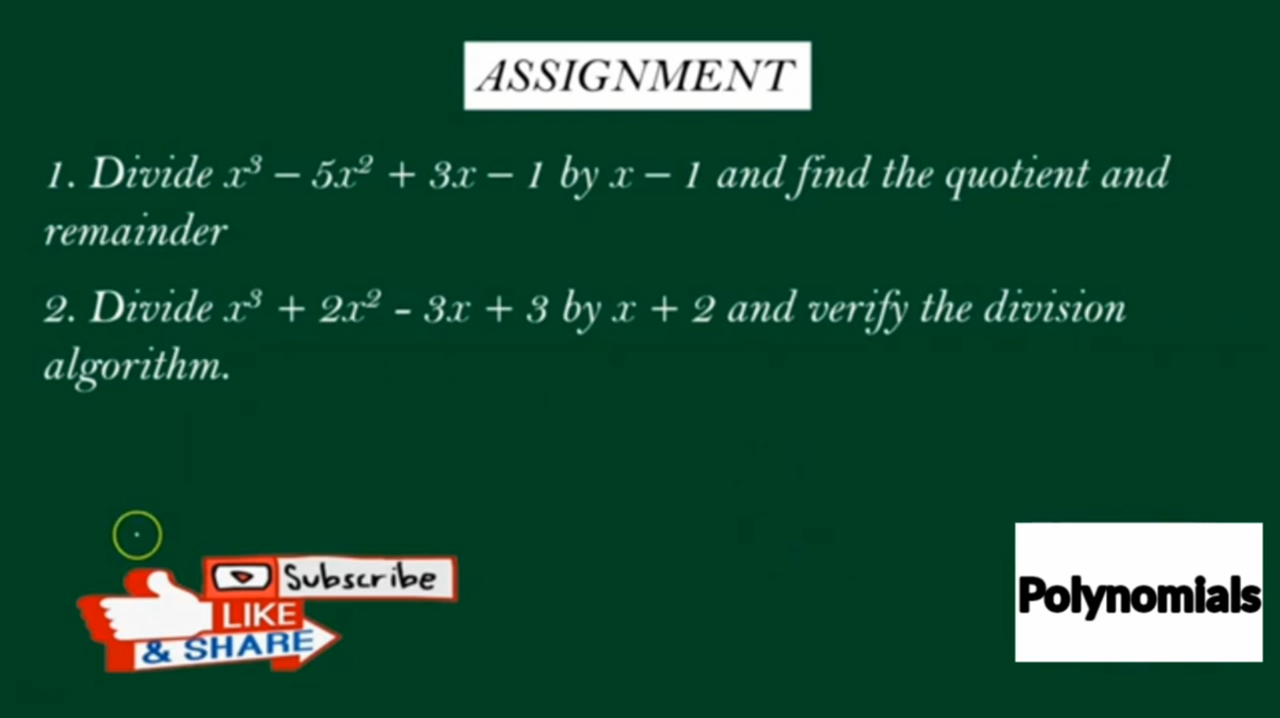 ASSIGNMENT
1. Divide x³ – 5x² + 3x – 1 by x – 1 and find the quotient and
remainder
2. Divide x³ + 2x² - 3x + 3 by x + 2 and verify the division
algorithm.
Subscribe
LIKE
& SHARE
Polynomials